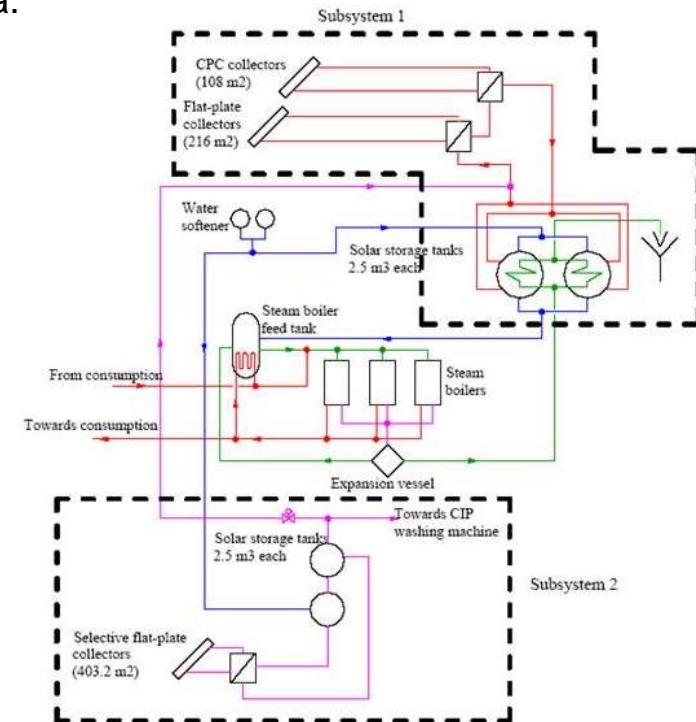 a.
Subsystem 1
CPC collectors
(108 m2)
Flat-plate
collectors
(216 m2)
Water
softener
Solar storage tanks
2.5 m3 each
Steam boiler
feed tank
From consumption
Steam
boilers
Towards consumption
Expansion vessel
Towards CIP
washing machine
Solar storage tanks
2.5 m3 each
Subsystem 2
Selective flat-plate
collectors
(403.2 m2)